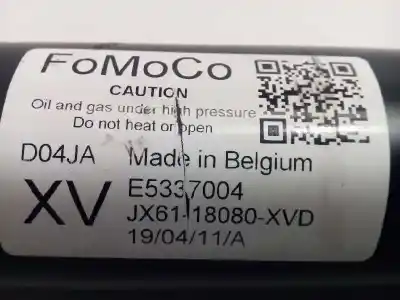 FoMoCo
CAUTION
Oil and gas under high pressure
Do not heat or open
D04JA Made in Belgium
XV E5337004
JX61-18080-XVD
19/04/11/A